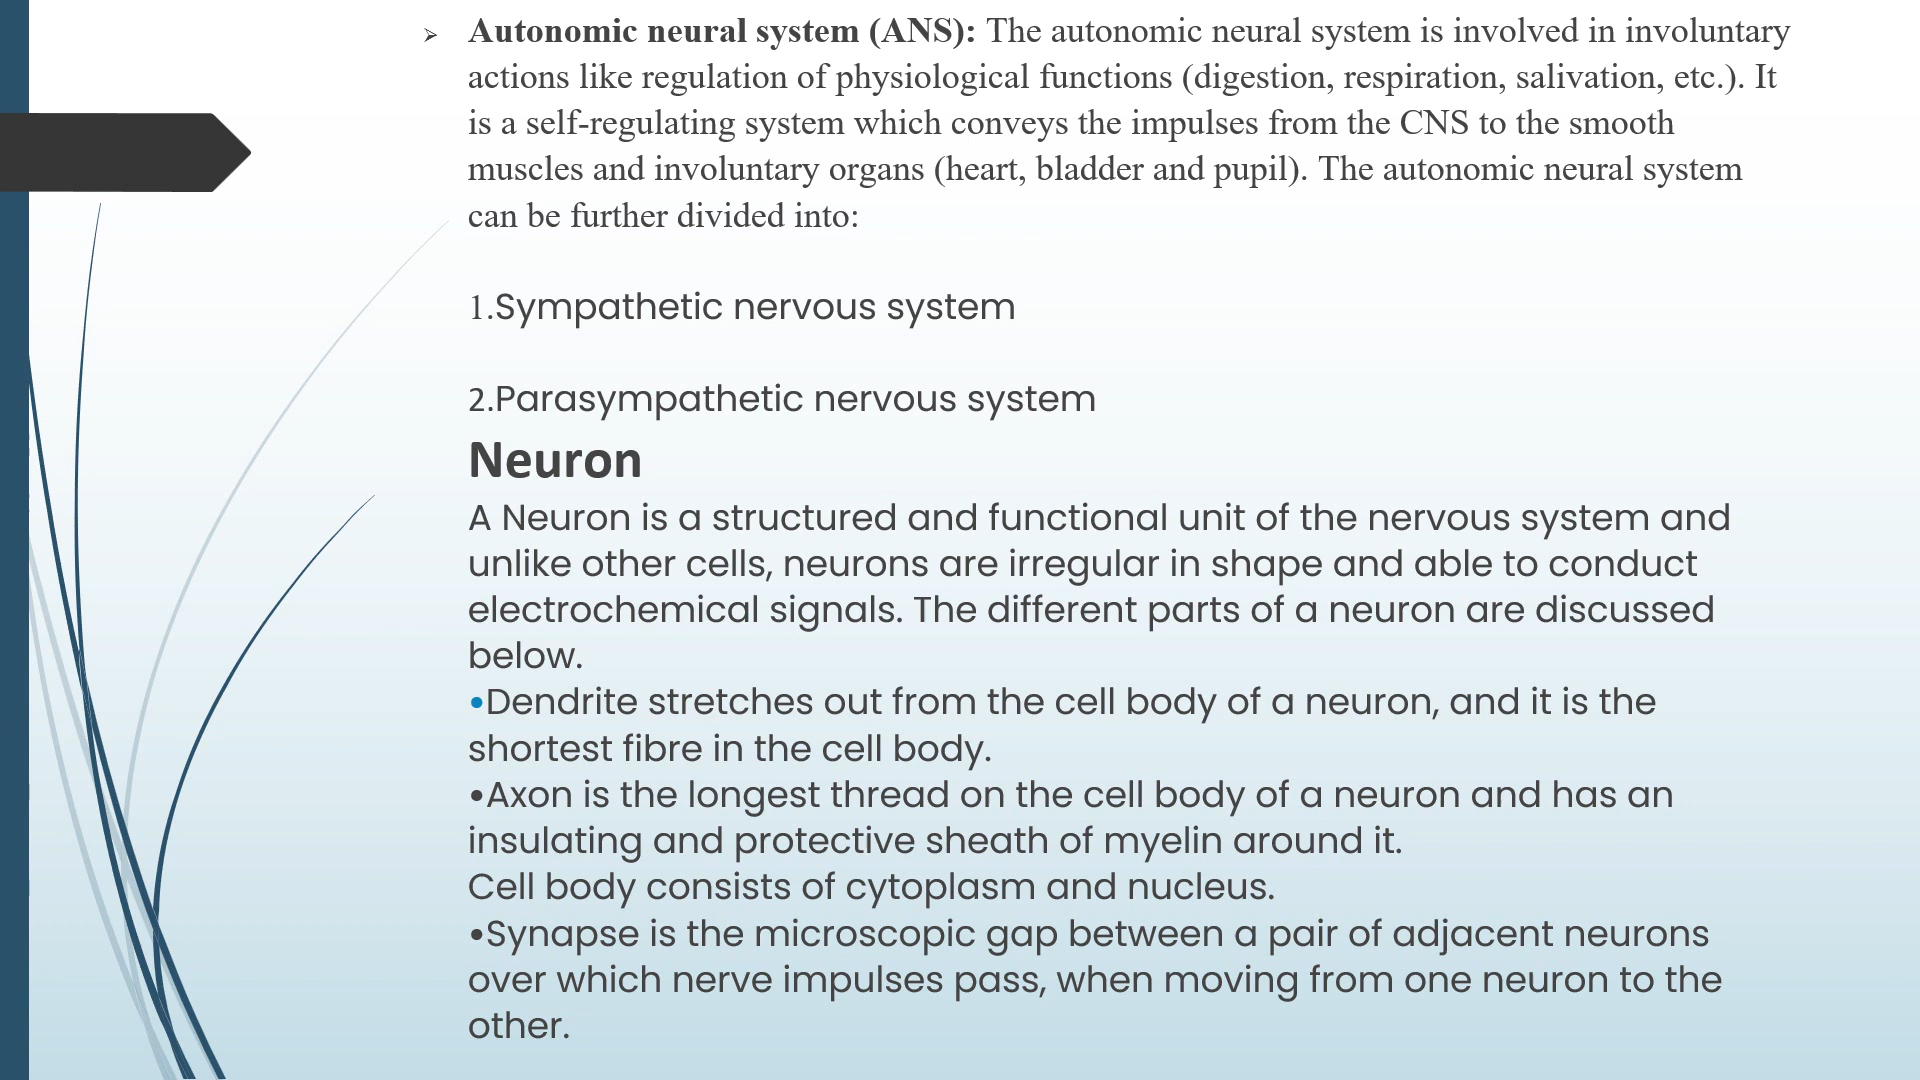 ➢ Autonomic neural system (ANS): The autonomic neural system is involved in involuntary
actions like regulation of physiological functions (digestion, respiration, salivation, etc.). It
is a self-regulating system which conveys the impulses from the CNS to the smooth
muscles and involuntary organs (heart, bladder and pupil). The autonomic neural system
can be further divided into:
1.Sympathetic nervous system
2.Parasympathetic nervous system
Neuron
A Neuron is a structured and functional unit of the nervous system and
unlike other cells, neurons are irregular in shape and able to conduct
electrochemical signals. The different parts of a neuron are discussed
below.
•Dendrite stretches out from the cell body of a neuron, and it is the
shortest fibre in the cell body.
•Axon is the longest thread on the cell body of a neuron and has an
insulating and protective sheath of myelin around it.
Cell body consists of cytoplasm and nucleus.
•Synapse is the microscopic gap between a pair of adjacent neurons
over which nerve impulses pass, when moving from one neuron to the
other.